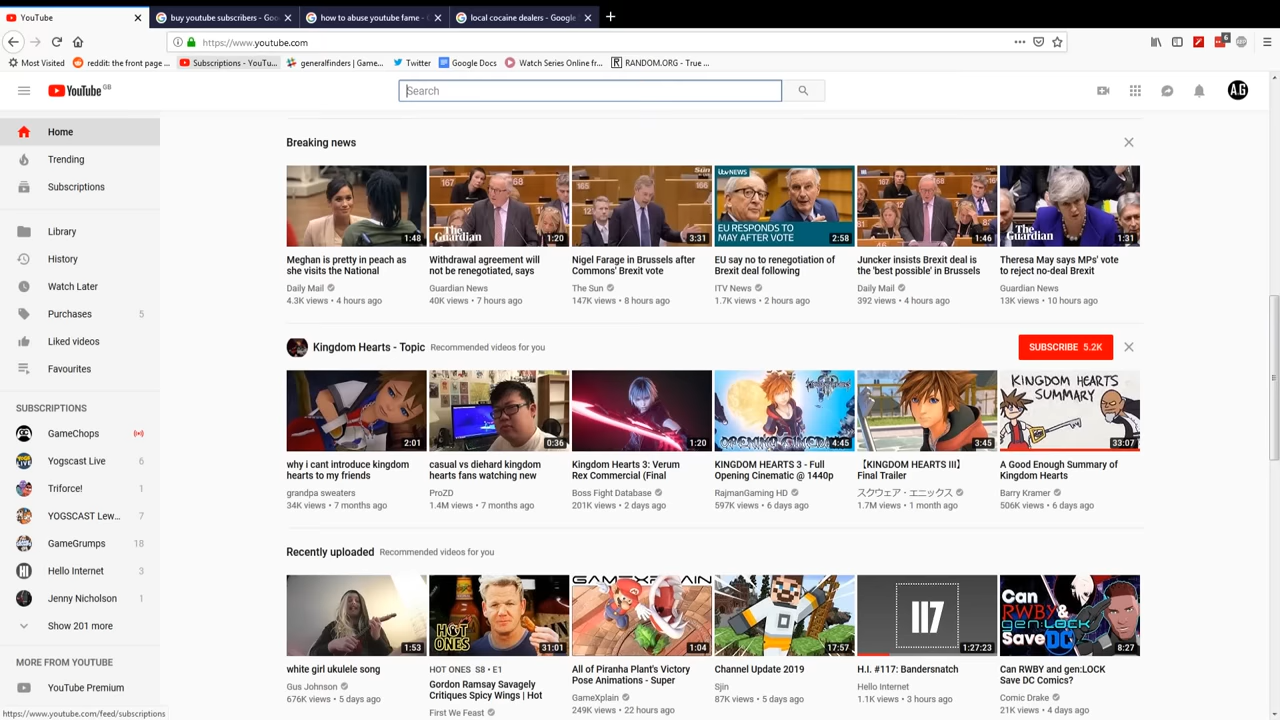 YouTube
buy youtube subscribers - Goo
how to abuse youtube fame - G
local cocaine dealers - Google
https://www.youtube.com
6
Most Visited
reddit: the front page ...
Subscriptions - YouTu...
generalfinders | Game...
Twitter
Google Docs
Watch Series Online fr...
RANDOM.ORG - True ...
YouTube GB
Search
A.G
Home
Trending
Subscriptions
Library
History
Watch Later
Purchases 5
Liked videos
Favourites
SUBSCRIPTIONS
GameChops
Yogscast Live 6
Triforce! 1
YOGSCAST Lew... 7
GameGrumps 18
Hello Internet 3
Jenny Nicholson 1
Show 201 more
MORE FROM YOUTUBE
YouTube Premium
https://www.youtube.com/feed/subscriptions
Breaking news
1:48
Meghan is pretty in peach as
she visits the National
Daily Mail
4.3K views • 4 hours ago
167
168
The Guardian
1:20
Withdrawal agreement will
not be renegotiated, says
Guardian News
40K views • 7 hours ago
165
166
Sun
3:31
Nigel Farage in Brussels after
Commons' Brexit vote
The Sun
147K views • 8 hours ago
itv NEWS
EU RESPONDS TO
MAY AFTER VOTE
2:58
EU say no to renegotiation of
Brexit deal following
ITV News
1.7K views • 2 hours ago
167
168
1:46
Juncker insists Brexit deal is
the 'best possible' in Brussels
Daily Mail
392 views • 4 hours ago
The Guardian
1:31
Theresa May says MPs' vote
to reject no-deal Brexit
Guardian News
13K views • 10 hours ago
Kingdom Hearts - Topic Recommended videos for you
SUBSCRIBE 5.2K
2:01
why i cant introduce kingdom
hearts to my friends
grandpa sweaters
34K views • 7 months ago
0:36
casual vs diehard kingdom
hearts fans watching new
ProZD
1.4M views • 7 months ago
1:20
Kingdom Hearts 3: Verum
Rex Commercial (Final
Boss Fight Database
201K views • 2 days ago
OPENING CINEMATIC
4:45
KINGDOM HEARTS 3 - Full
Opening Cinematic @ 1440p
RajmanGaming HD
597K views • 6 days ago
3:45
【KINGDOM HEARTS III】
Final Trailer
スクウェア・エニックス
1.7M views • 1 month ago
KINGDOM HEARTS
SUMMARY
33:07
A Good Enough Summary of
Kingdom Hearts
Barry Kramer
506K views • 6 days ago
Recently uploaded Recommended videos for you
1:53
white girl ukulele song
Gus Johnson
676K views • 5 days ago
HOT ONES
31:01
HOT ONES S8 • E1
Gordon Ramsay Savagely
Critiques Spicy Wings | Hot
First We Feast
GAMEXPLAIN
1:04
All of Piranha Plant's Victory
Pose Animations - Super
GameXplain
249K views • 22 hours ago
17:57
Channel Update 2019
Sjin
87K views • 5 days ago
117
1:27:23
H.I. #117: Bandersnatch
Hello Internet
1.1K views • 3 hours ago
Can
RWBY &
gen:LOCK
Save DC
8:27
Can RWBY and gen:LOCK
Save DC Comics?
Comic Drake
21K views • 4 days ago